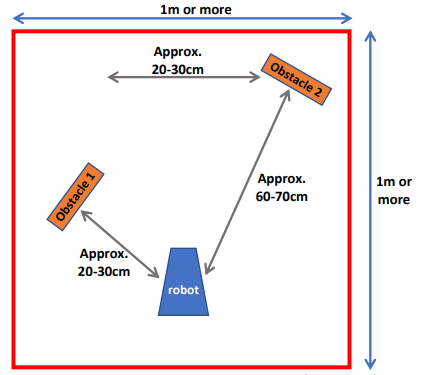 1m or more
Approx.
20-30cm
Obstacle 2
1m or
more
Approx.
60-70cm
Obstacle 1
Approx.
20-30cm
robot